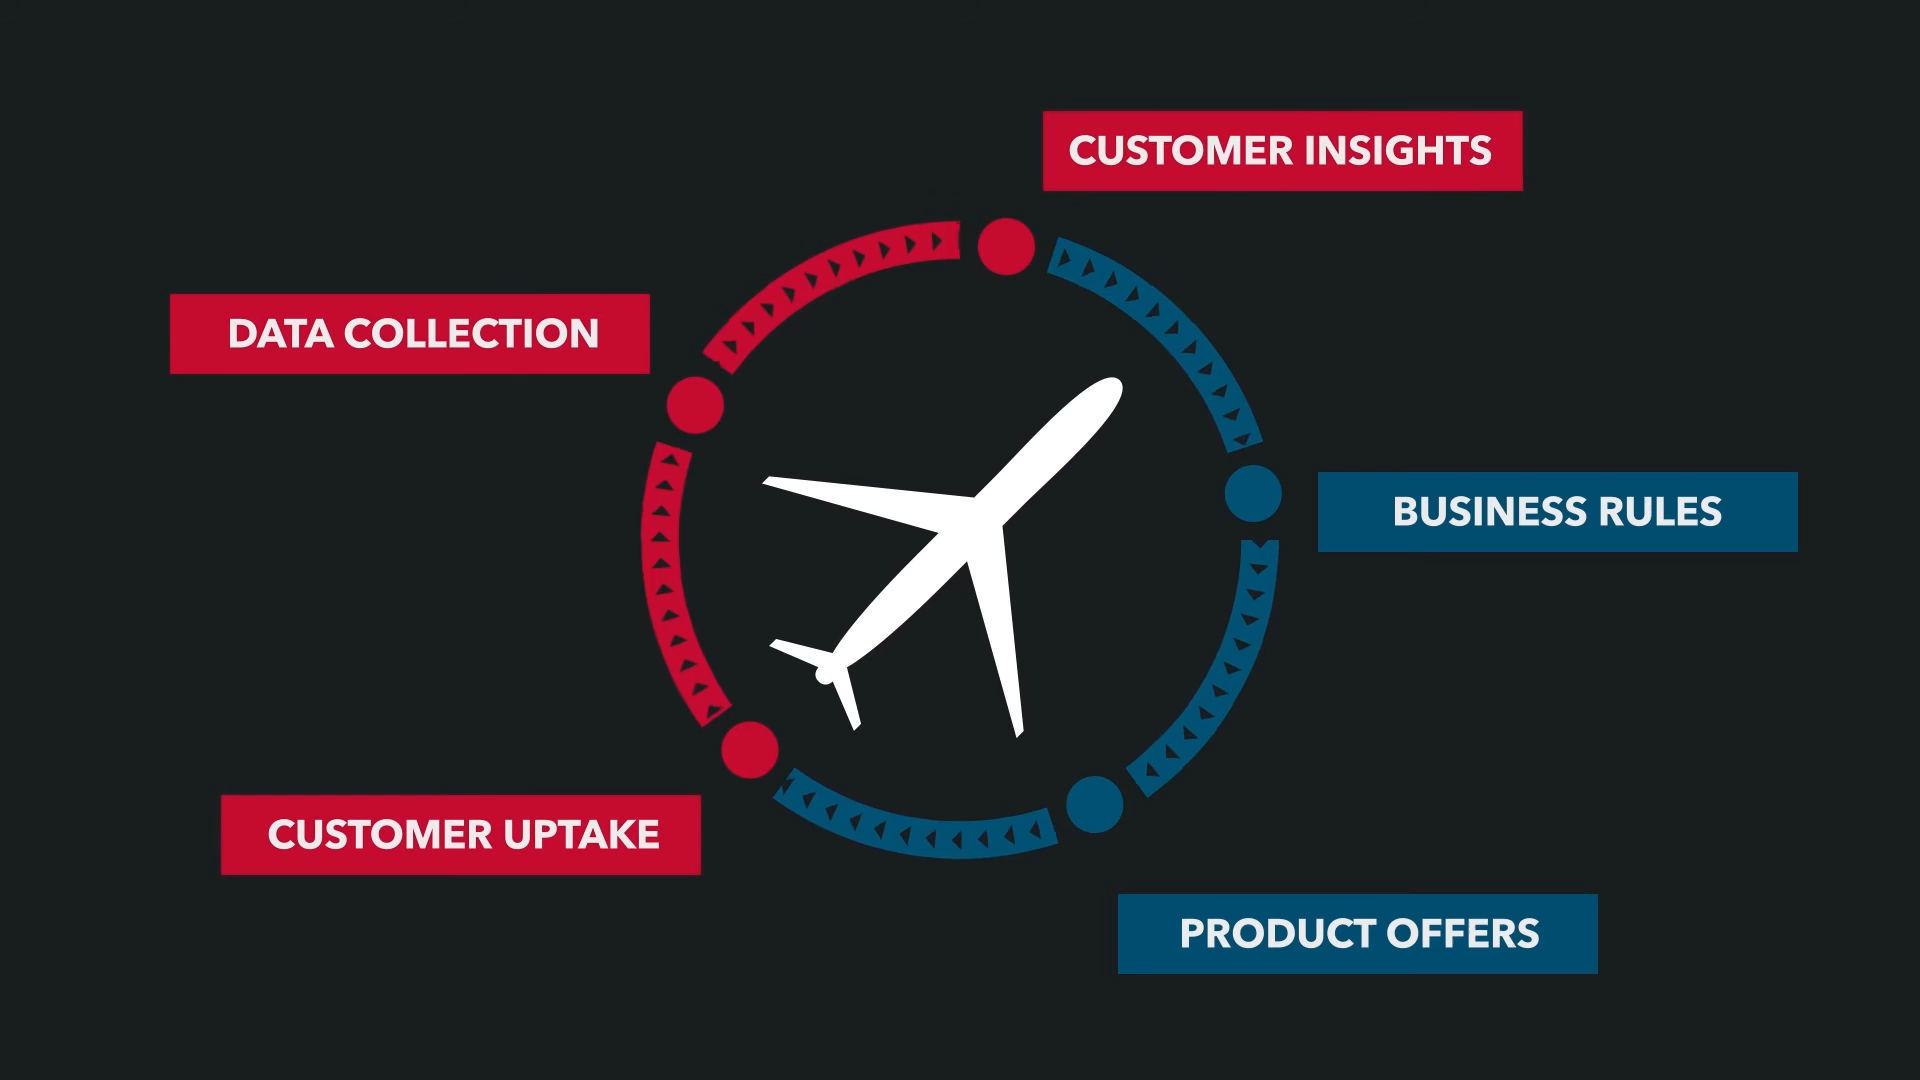 CUSTOMER INSIGHTS
DATA COLLECTION
BUSINESS RULES
CUSTOMER UPTAKE
PRODUCT OFFERS